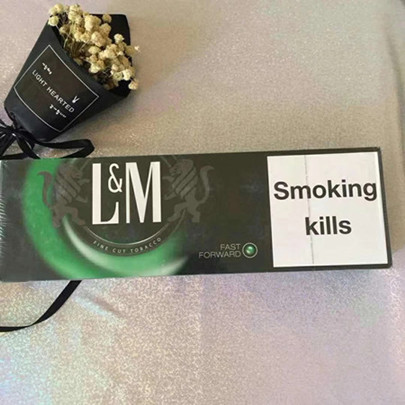 LIGHT HEARTED
L&M
FINE CUT TOBACCO
FAST
FORWARD
Smoking
kills